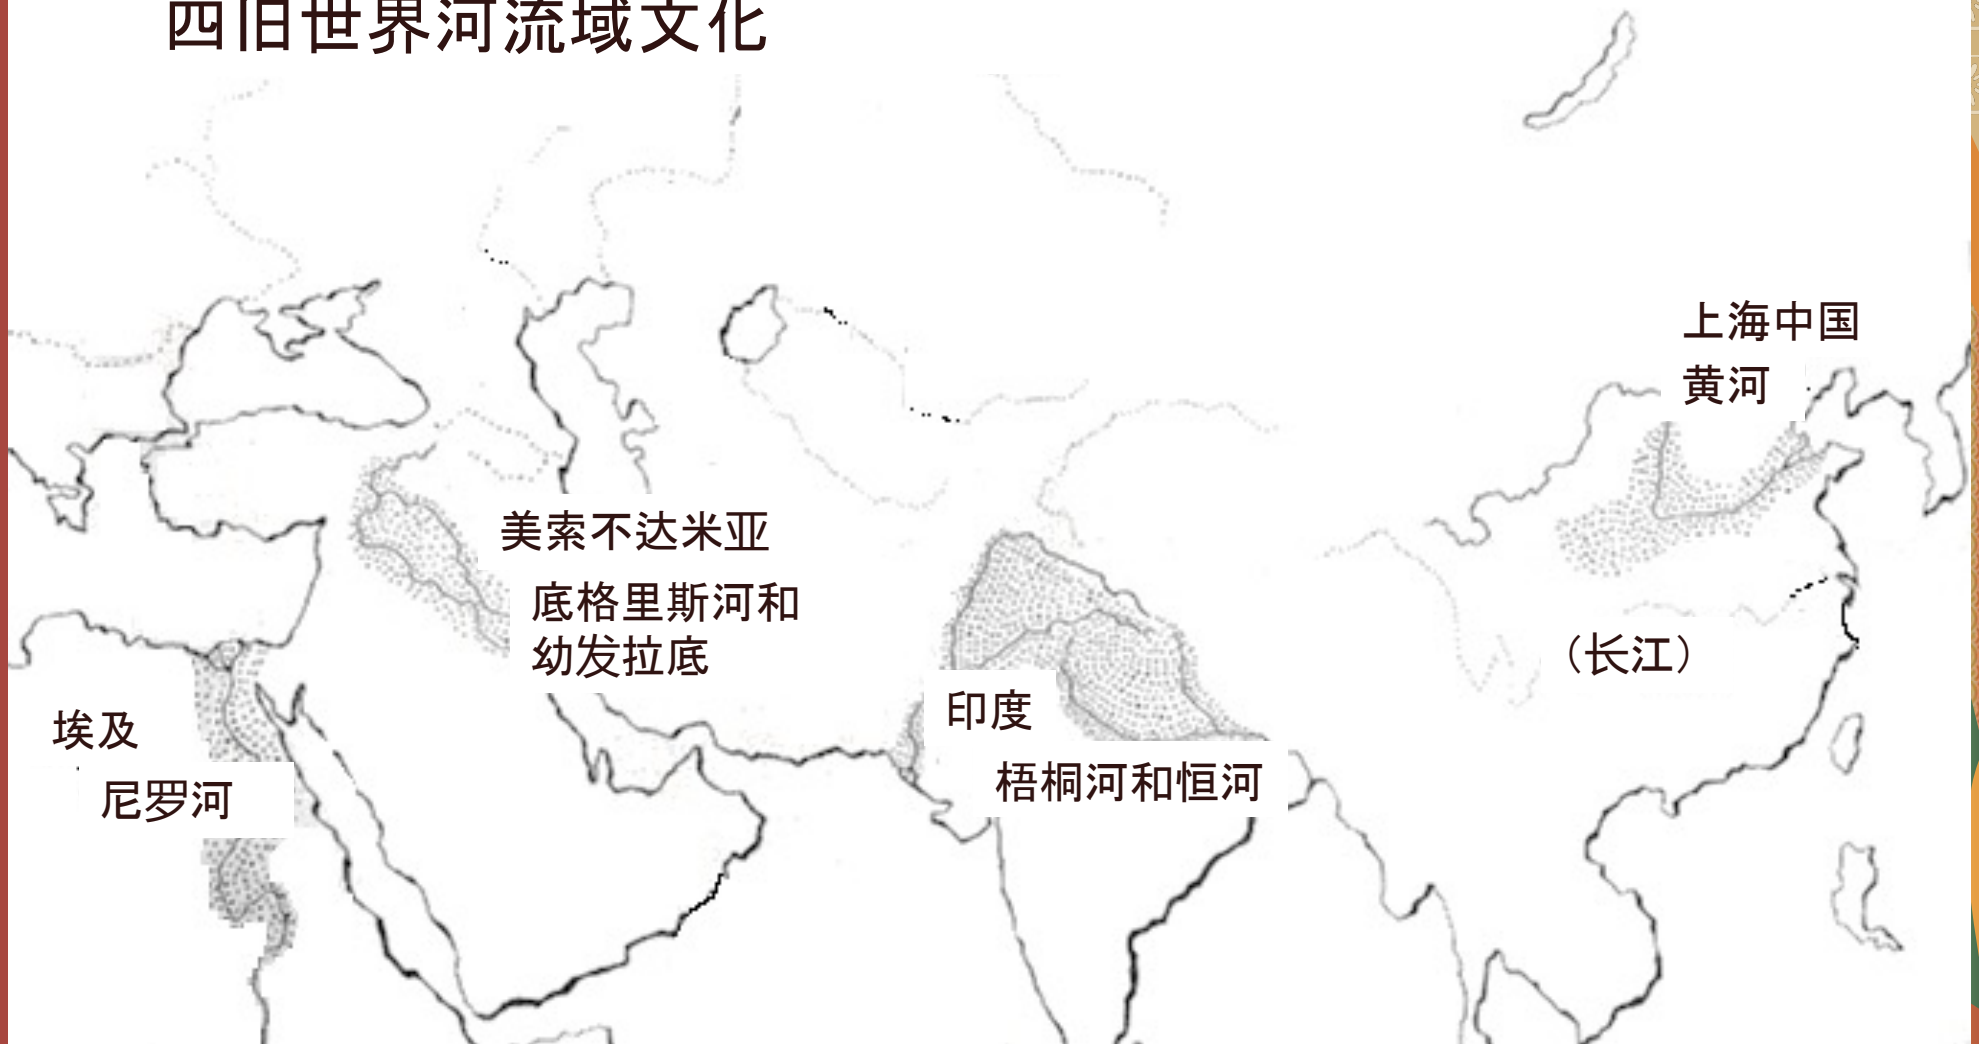 四旧世界河流域文化
上海中国
黄河
美索不达米亚
底格里斯河和
幼发拉底
（长江）
印度
埃及
梧桐河和恒河
尼罗河